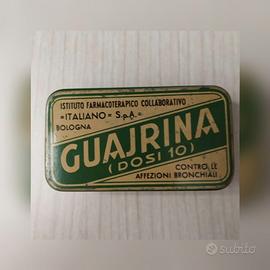 ISTITUTO FARMACOTERAPICO COLLABORATIVO
=ITALIANO= S.p.A.=
BOLOGNA
GUAJRINA
(DOSI 10)
CONTRO LE
AFFEZIONI BRONCHIALI
subito